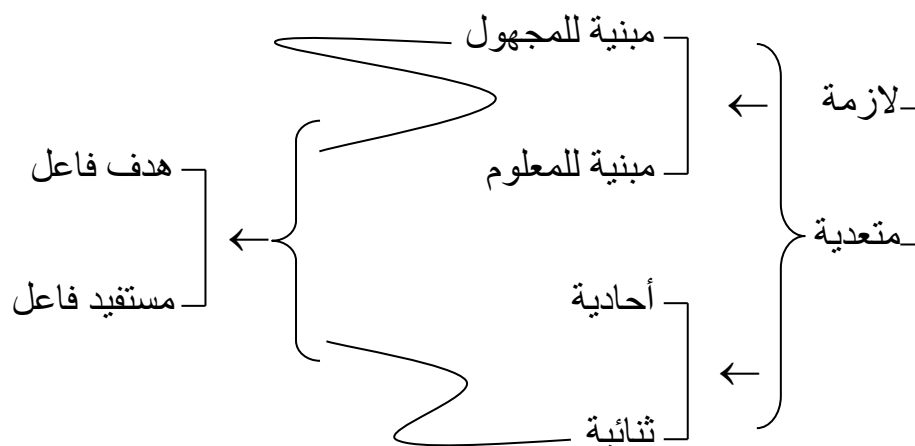 مبنية للمجهول
لازمة
هدف فاعل
مبنية للمعلوم
متعدية
مستفيد فاعل
أحادية
ثنائية